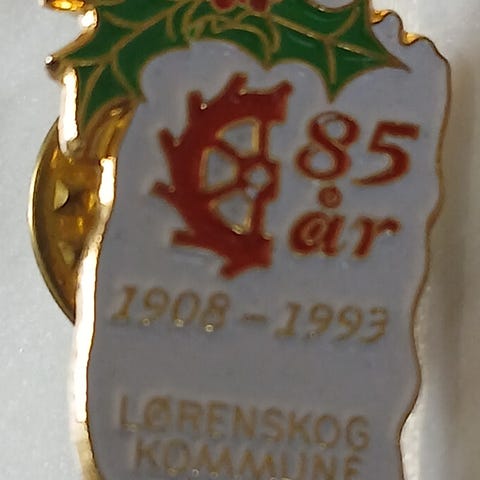 85
år
1908-1993
LØRENSKOG
KOMMUNE